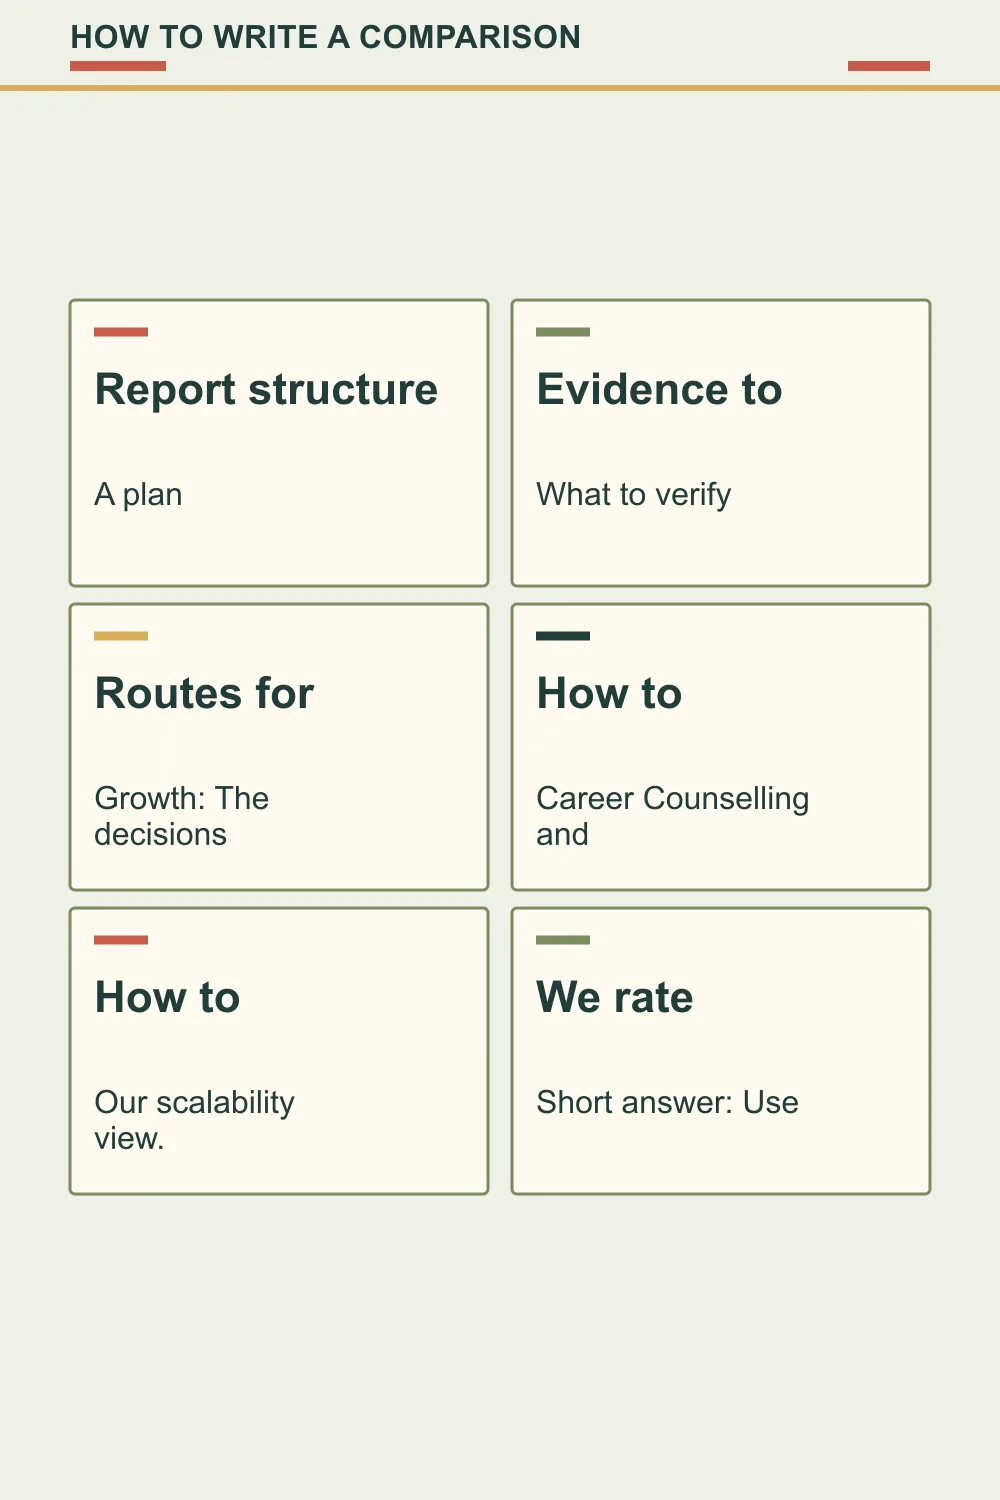 HOW TO WRITE A COMPARISON
Report structure
A plan
Evidence to
What to verify
Routes for
Growth: The
decisions
How to
Career Counselling
and
How to
Our scalability
view.
We rate
Short answer: Use